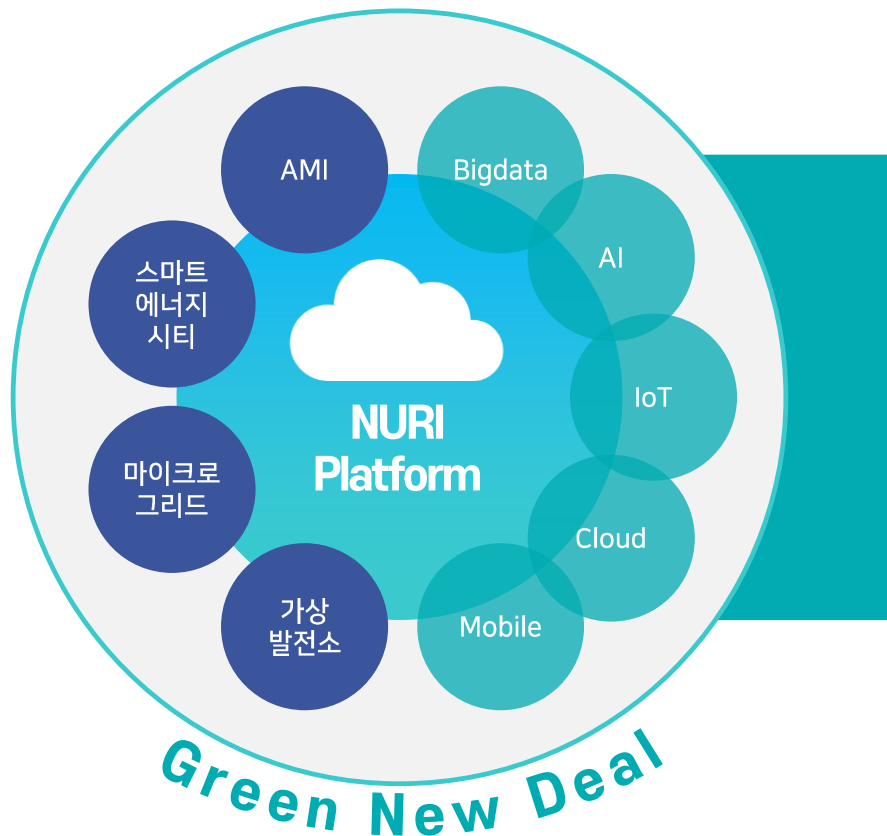 AMI
Bigdata
스마트
에너지
시티
AI
NURI
Platform
IoT
마이크로
그리드
Cloud
가상
발전소
Mobile
Green New Deal